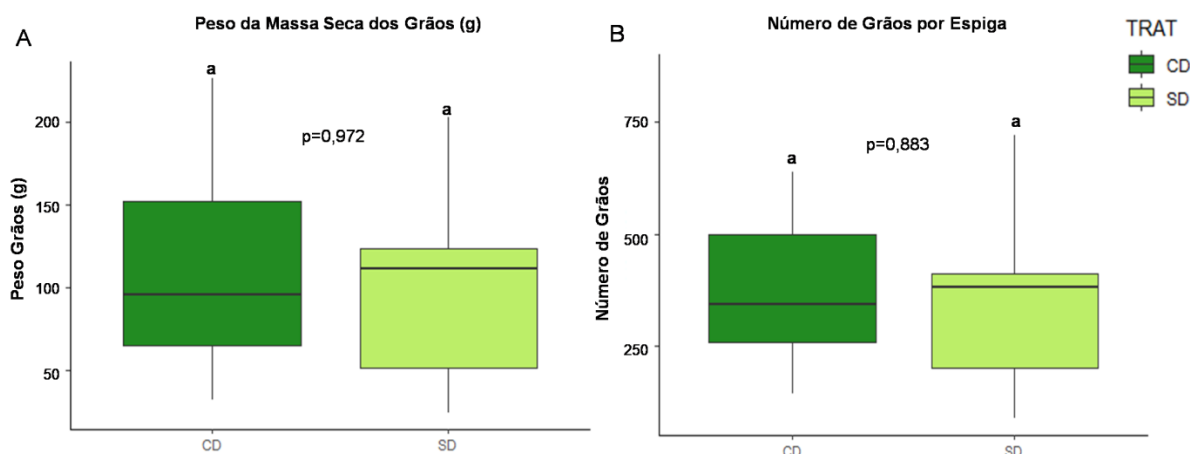 A
Peso da Massa Seca dos Grãos (g)
Peso Grãos (g)
200
150
100
50
a
a
p=0,972
CD
SD
B
Número de Grãos por Espiga
Número de Grãos
750
500
250
a
a
p=0,883
CD
SD
TRAT
CD
SD